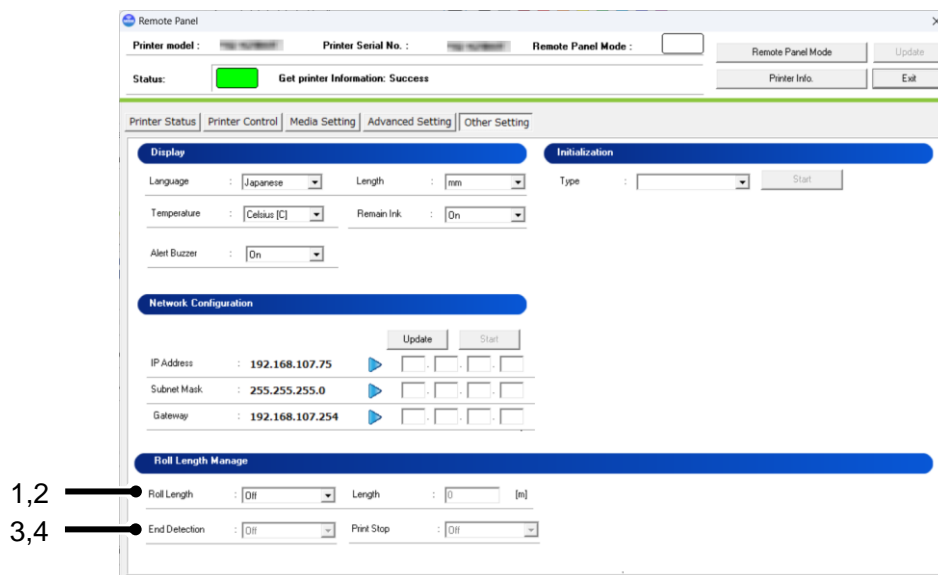 Remote Panel
Printer model : Printer Serial No. : Remote Panel Mode :
Remote Panel Mode Update
Status: Get printer Information: Success
Printer Info. Exit
Printer Status Printer Control Media Setting Advanced Setting Other Setting
Display Initialization
Language : Japanese Length : mm Type : Start
Temperature : Celsius [C] Remain Ink : On
Alert Buzzer : On
Network Configuration
Update Start
IP Address : 192.168.107.75 . . .
Subnet Mask : 255.255.255.0 . . .
Gateway : 192.168.107.254 . . .
Roll Length Manage
1,2 Roll Length : Off Length : 0 [m]
3,4 End Detection : Off Print Stop : Off